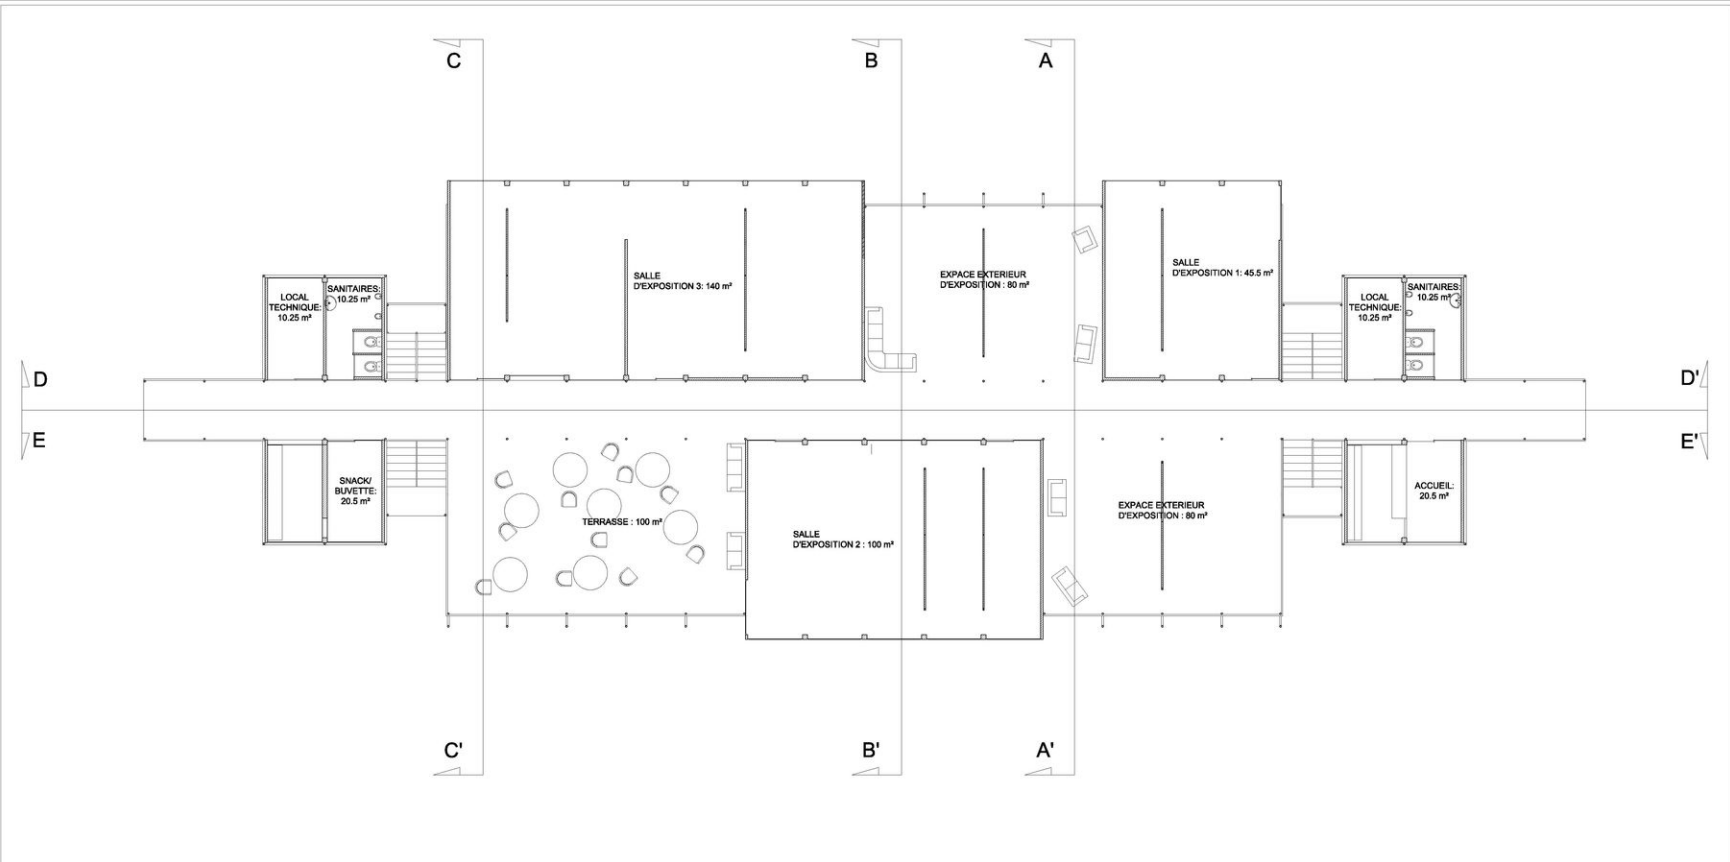 C
B
A
SALLE
D'EXPOSITION 3: 140 m²
EXPACE EXTERIEUR
D'EXPOSITION : 80 m²
SALLE
D'EXPOSITION 1: 45.5 m²
LOCAL
TECHNIQUE:
10.25 m²
SANITAIRES:
10.25 m²
LOCAL
TECHNIQUE:
10.25 m²
SANITAIRES:
10.25 m²
D
D'
E
E'
SNACK/
BUVETTE:
20.5 m²
TERRASSE : 100 m²
SALLE
D'EXPOSITION 2 : 100 m²
EXPACE EXTERIEUR
D'EXPOSITION : 80 m²
ACCUEIL:
20.5 m²
C'
B'
A'